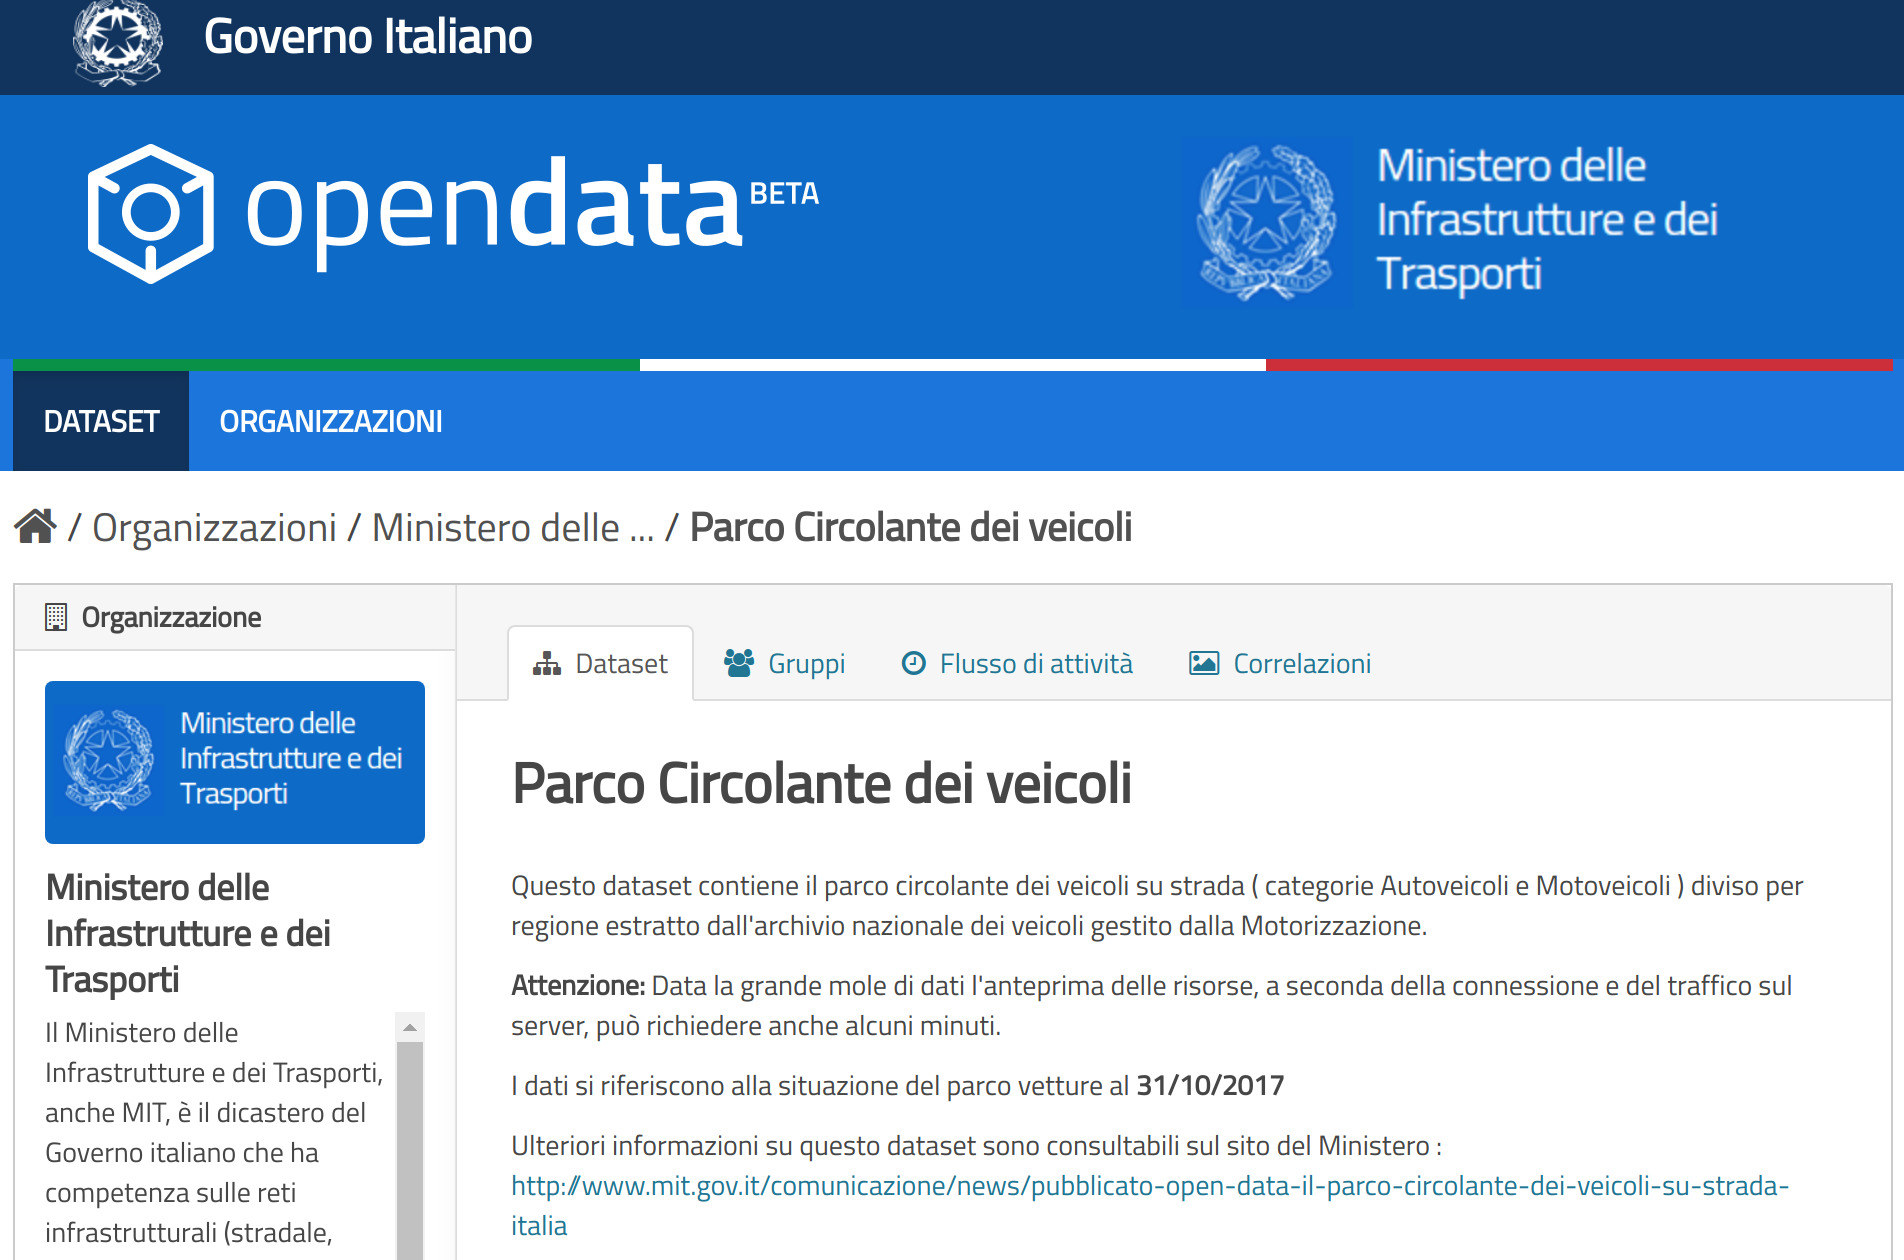 Governo Italiano
opendata BETA
Ministero delle
Infrastrutture e dei
Trasporti
DATASET ORGANIZZAZIONI
/ Organizzazioni / Ministero delle ... / Parco Circolante dei veicoli
Organizzazione
Ministero delle
Infrastrutture e dei
Trasporti
Ministero delle
Infrastrutture e dei
Trasporti
Il Ministero delle
Infrastrutture e dei Trasporti,
anche MIT, è il dicastero del
Governo italiano che ha
competenza sulle reti
infrastrutturali (stradale,
Dataset Gruppi Flusso di attività Correlazioni
Parco Circolante dei veicoli
Questo dataset contiene il parco circolante dei veicoli su strada ( categorie Autoveicoli e Motoveicoli ) diviso per
regione estratto dall'archivio nazionale dei veicoli gestito dalla Motorizzazione.
Attenzione: Data la grande mole di dati l'anteprima delle risorse, a seconda della connessione e del traffico sul
server, può richiedere anche alcuni minuti.
I dati si riferiscono alla situazione del parco vetture al 31/10/2017
Ulteriori informazioni su questo dataset sono consultabili sul sito del Ministero :
http://www.mit.gov.it/comunicazione/news/pubblicato-open-data-il-parco-circolante-dei-veicoli-su-strada-
italia